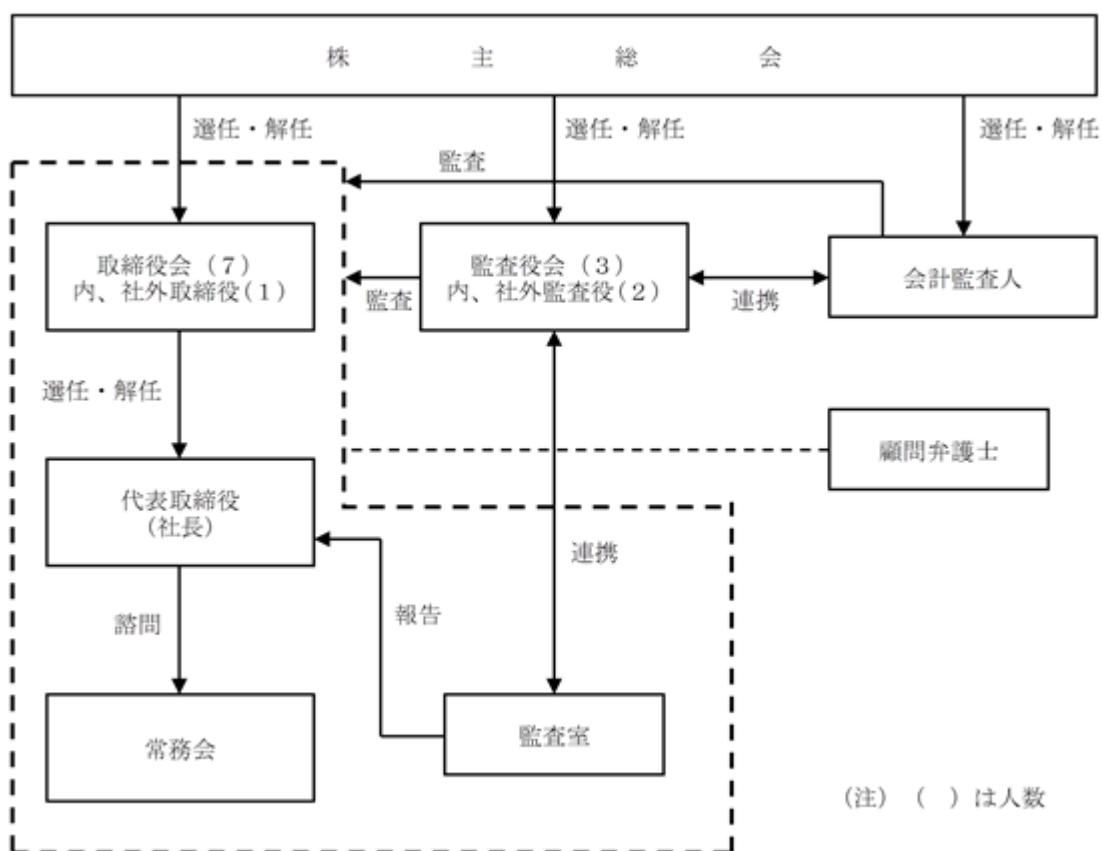 株主総会
選任・解任
選任・解任
選任・解任
監査
取締役会（７）
内、社外取締役(１)
監査
監査役会（３）
内、社外監査役(２)
連携
会計監査人
選任・解任
顧問弁護士
代表取締役
(社長)
連携
報告
諮問
常務会
監査室
(注)（　）は人数